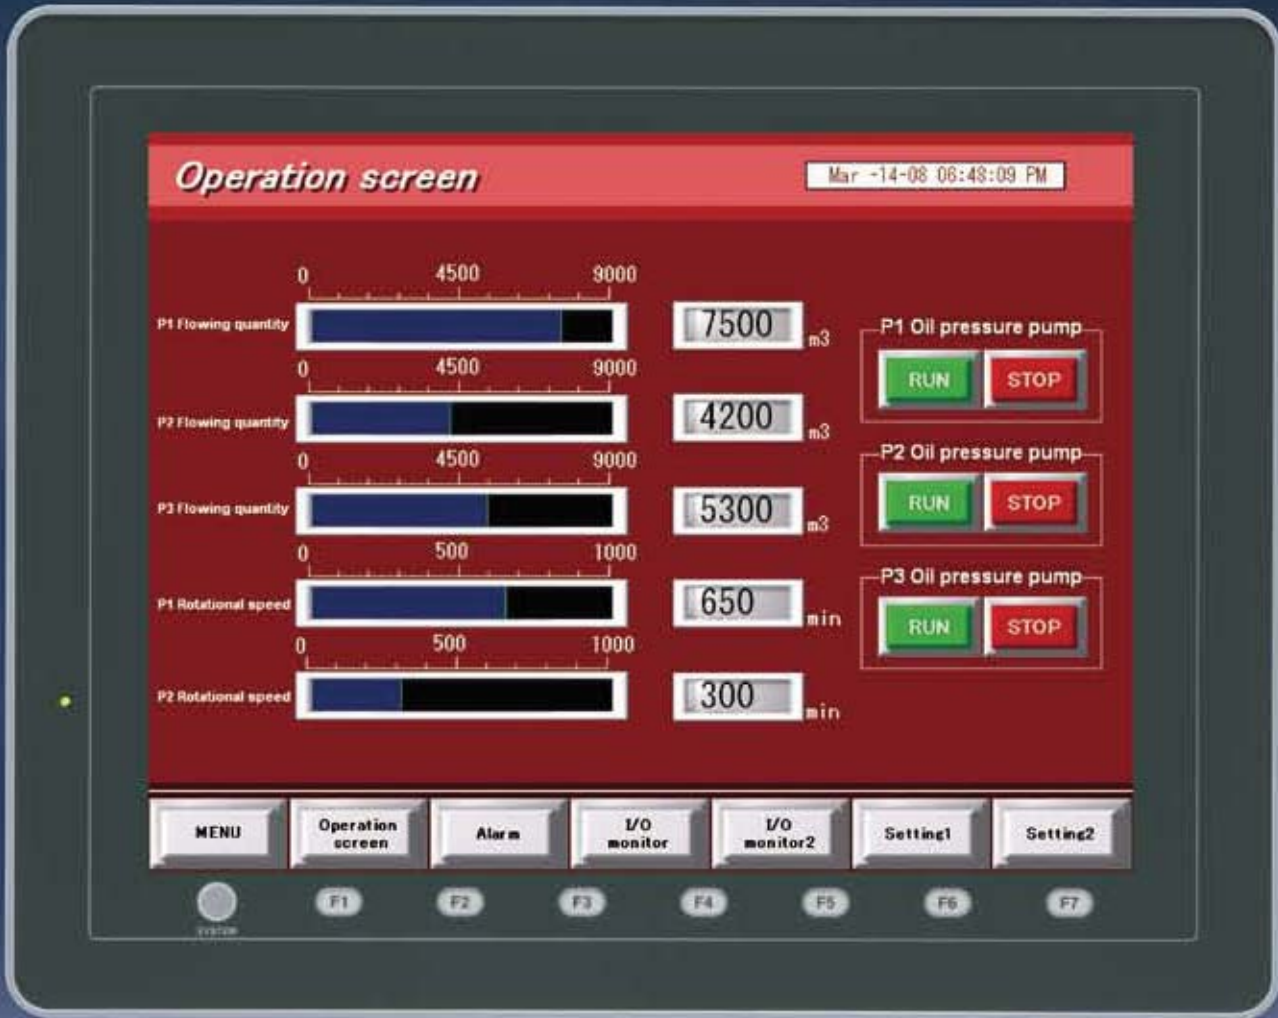 Operation screen
Mar -14-08 06:48:09 PM
0 4500 9000
P1 Flowing quantity
7500 m3
0 4500 9000
P2 Flowing quantity
4200 m3
0 4500 9000
P3 Flowing quantity
5300 m3
0 500 1000
P1 Rotational speed
650 min
0 500 1000
P2 Rotational speed
300 min
P1 Oil pressure pump
RUN STOP
P2 Oil pressure pump
RUN STOP
P3 Oil pressure pump
RUN STOP
MENU
Operation
screen
Alarm
I/O
monitor
I/O
monitor2
Setting1
Setting2
SYSTEM
F1 F2 F3 F4 F5 F6 F7